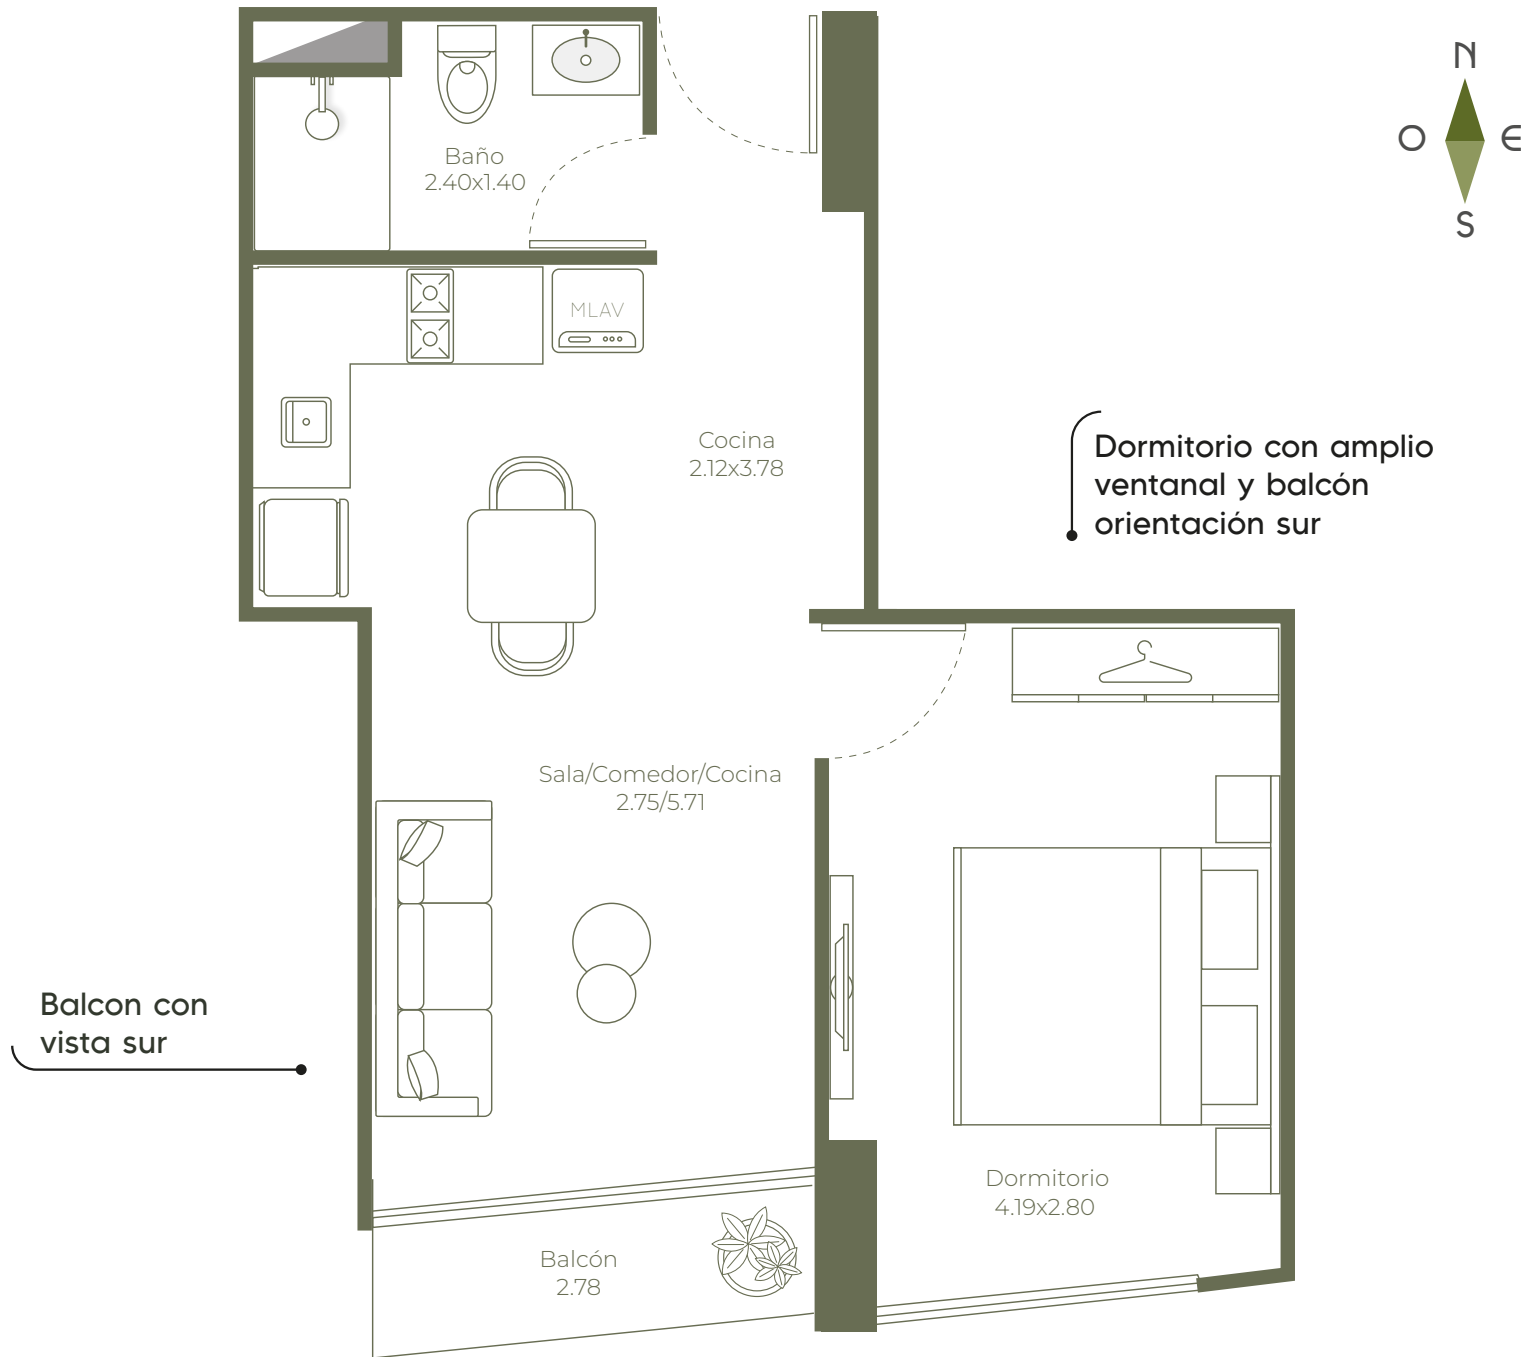 N
O E
S
Baño
2.40x1.40
MLAV
Cocina
2.12x3.78
Dormitorio con amplio
ventanal y balcón
orientación sur
Sala/Comedor/Cocina
2.75/5.71
Balcon con
vista sur
Dormitorio
4.19x2.80
Balcón
2.78